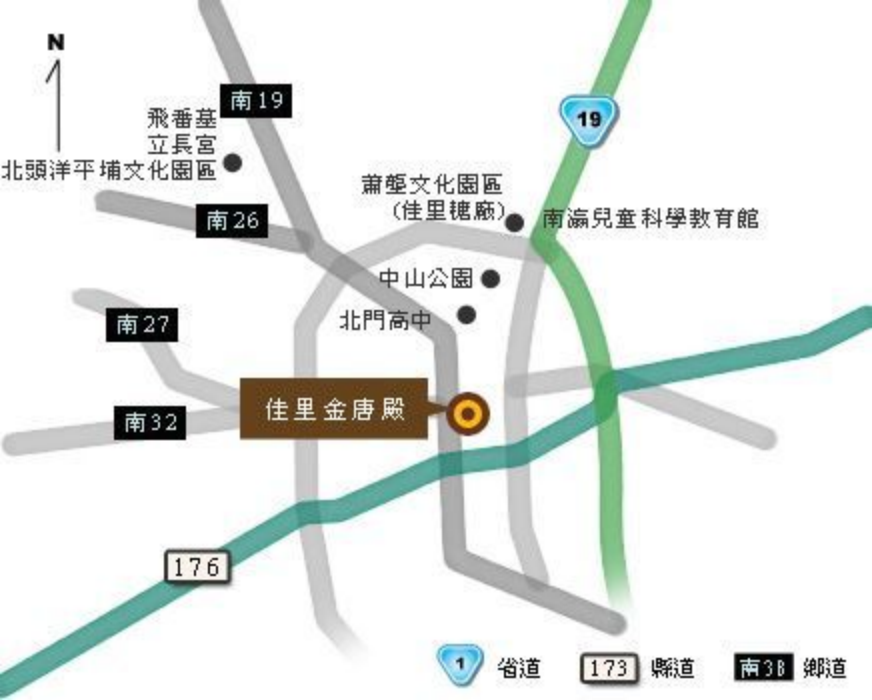 N
南19
19
飛番墓
立長宮
北頭洋平埔文化園區
蕭壟文化園區
(佳里糖廠)
南瀛兒童科學教育館
南26
中山公園
北門高中
南27
佳里金唐殿
南32
176
1 省道
173 縣道
南38 鄉道